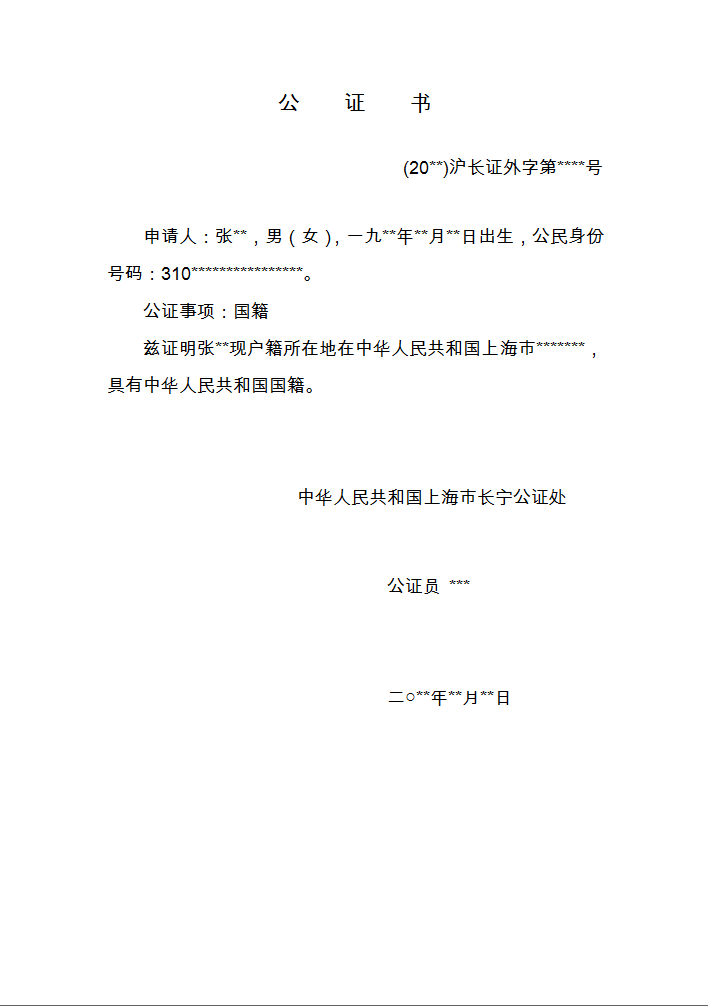 公 证 书
(20**)沪长证外字第****号
申请人：张**，男（女），一九**年**月**日出生，公民身份
号码：310****************。
公证事项：国籍
兹证明张**现户籍所在地在中华人民共和国上海市*******，
具有中华人民共和国国籍。
中华人民共和国上海市长宁公证处
公证员 ***
二○**年**月**日